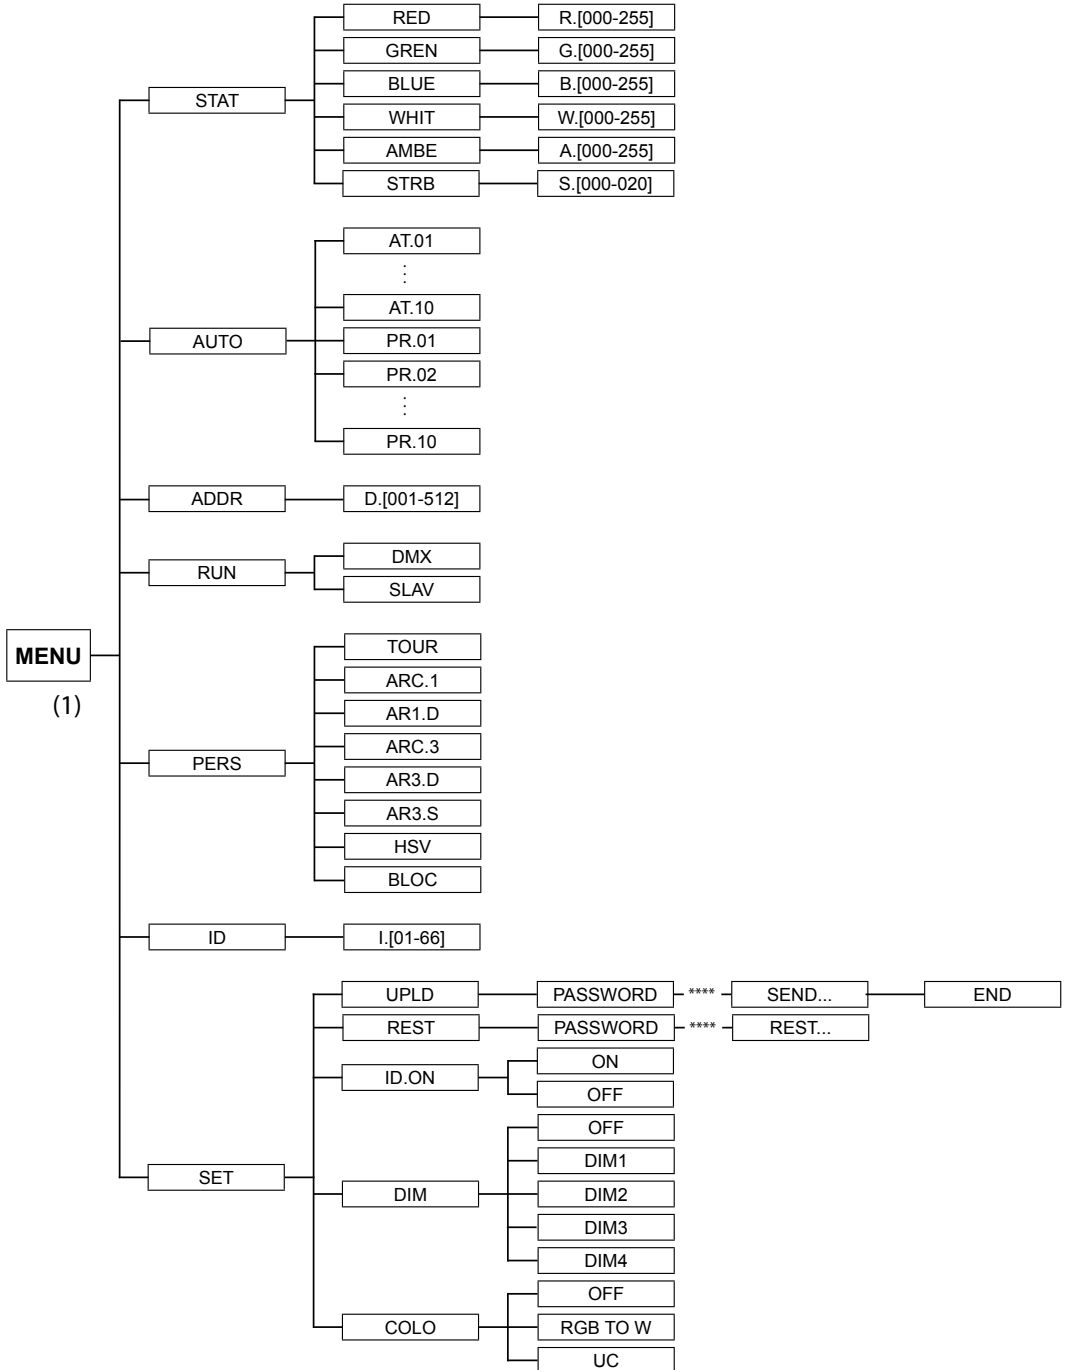 RED R.[000-255]
GREN G.[000-255]
BLUE B.[000-255]
STAT
WHIT W.[000-255]
AMBE A.[000-255]
STRB S.[000-020]
AT.01
AT.10
AUTO PR.01
PR.02
PR.10
ADDR D.[001-512]
DMX
RUN
SLAV
TOUR
MENU
ARC.1
(1)
AR1.D
ARC.3
PERS
AR3.D
AR3.S
HSV
BLOC
ID I.[01-66]
UPLD PASSWORD **** SEND... END
REST PASSWORD **** REST...
ON
ID.ON
OFF
OFF
DIM1
SET
DIM DIM2
DIM3
DIM4
OFF
COLO RGB TO W
UC